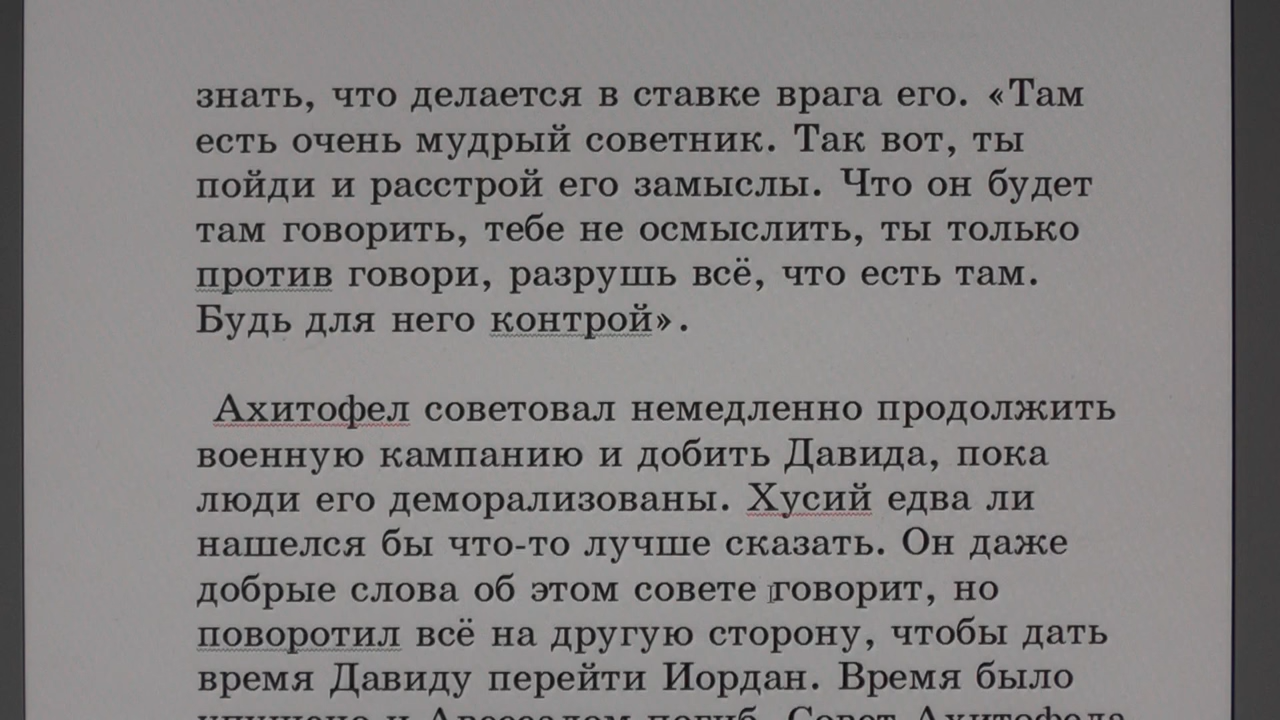 знать, что делается в ставке врага его. «Там
есть очень мудрый советник. Так вот, ты
пойди и расстрой его замыслы. Что он будет
там говорить, тебе не осмыслить, ты только
против говори, разрушь всё, что есть там.
Будь для него контрой».
Ахитофел советовал немедленно продолжить
военную кампанию и добить Давида, пока
люди его деморализованы. Хусий едва ли
нашелся бы что-то лучше сказать. Он даже
добрые слова об этом совете говорит, но
поворотил всё на другую сторону, чтобы дать
время Давиду перейти Иордан. Время было
и Авессалом погиб. Совет Ахитофела